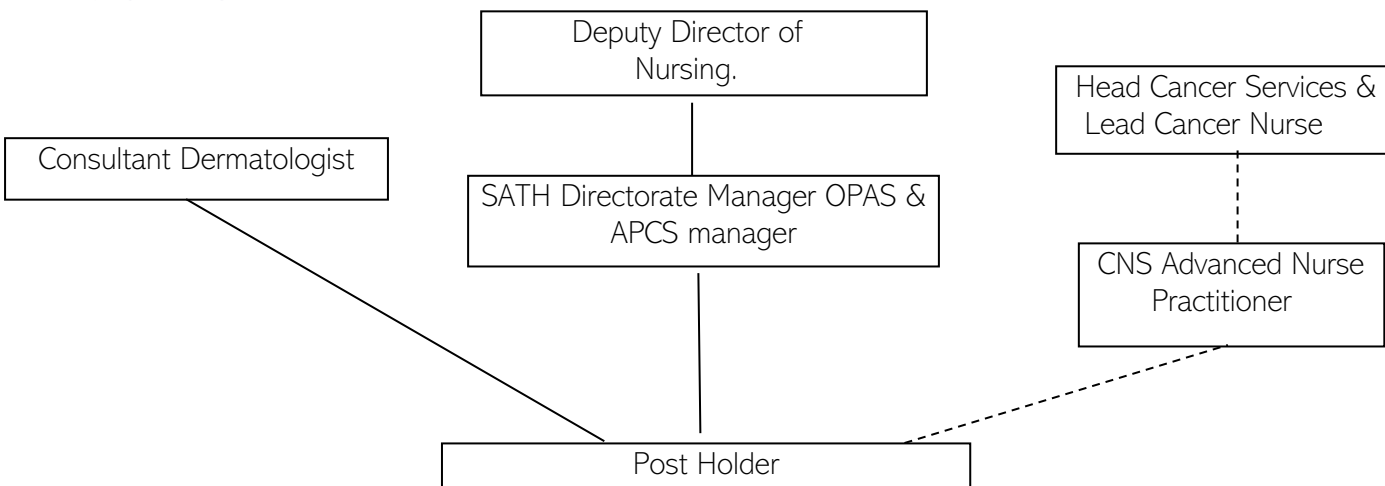 Deputy Director of
Nursing.
Head Cancer Services &
Lead Cancer Nurse
Consultant Dermatologist
SATH Directorate Manager OPAS &
APCS manager
CNS Advanced Nurse
Practitioner
Post Holder